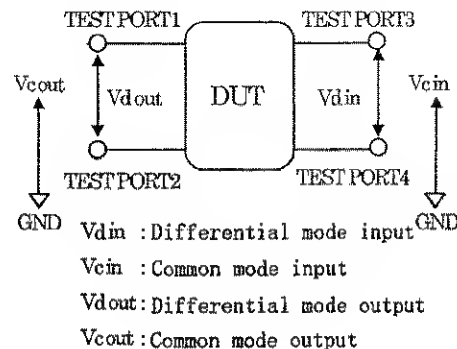 TEST PORT1 TEST PORT3
Vcout Vdout DUT Vdin Vcin
TEST PORT2 TEST PORT4
GND GND
Vdin :Differential mode input
Vcin :Common mode input
Vdout:Differential mode output
Vcout:Common mode output